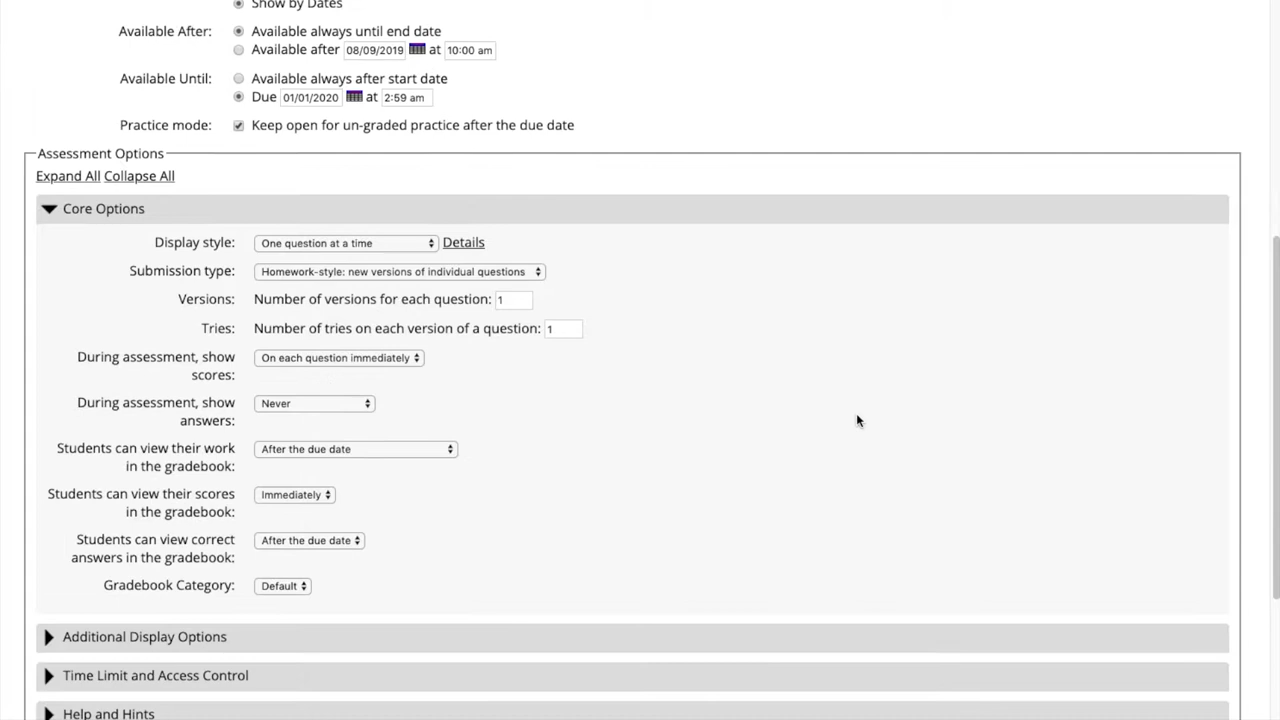 Show by Dates
Available After: Available always until end date
Available after 08/09/2019 at 10:00 am
Available Until: Available always after start date
Due 01/01/2020 at 2:59 am
Practice mode: Keep open for un-graded practice after the due date
Assessment Options
Expand All Collapse All
Core Options
Display style: One question at a time Details
Submission type: Homework-style: new versions of individual questions
Versions: Number of versions for each question: 1
Tries: Number of tries on each version of a question: 1
During assessment, show
scores: On each question immediately
During assessment, show
answers: Never
Students can view their work
in the gradebook: After the due date
Students can view their scores
in the gradebook: Immediately
Students can view correct
answers in the gradebook: After the due date
Gradebook Category: Default
Additional Display Options
Time Limit and Access Control
Help and Hints